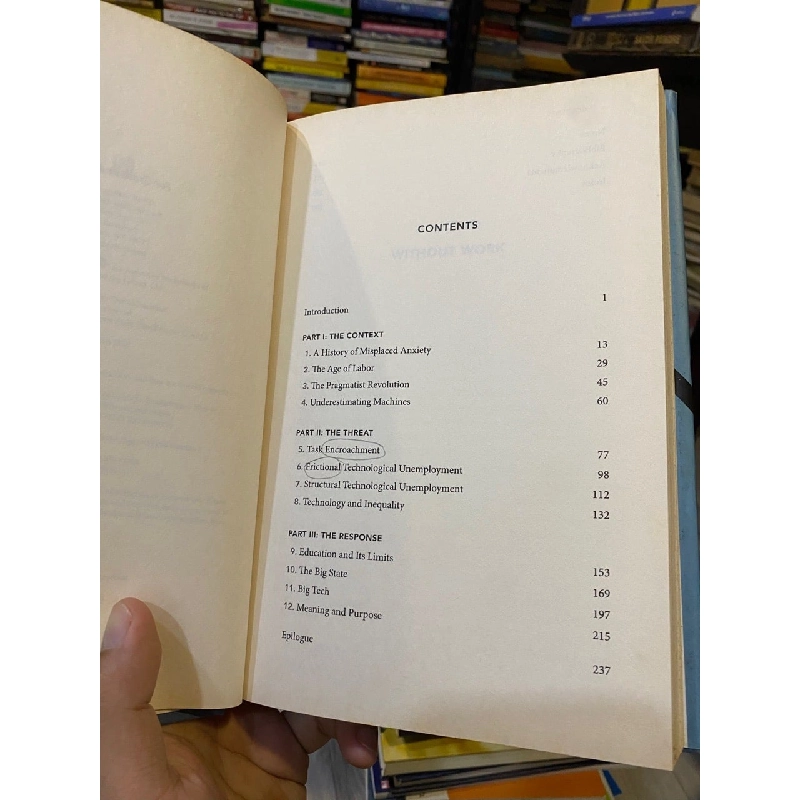 CONTENTS
Introduction 1
PART I: THE CONTEXT
1. A History of Misplaced Anxiety 13
2. The Age of Labor 29
3. The Pragmatist Revolution 45
4. Underestimating Machines 60
PART II: THE THREAT
5. Task Encroachment 77
6. Frictional Technological Unemployment 98
7. Structural Technological Unemployment 112
8. Technology and Inequality 132
PART III: THE RESPONSE
9. Education and Its Limits 153
10. The Big State 169
11. Big Tech 197
12. Meaning and Purpose 215
Epilogue 237